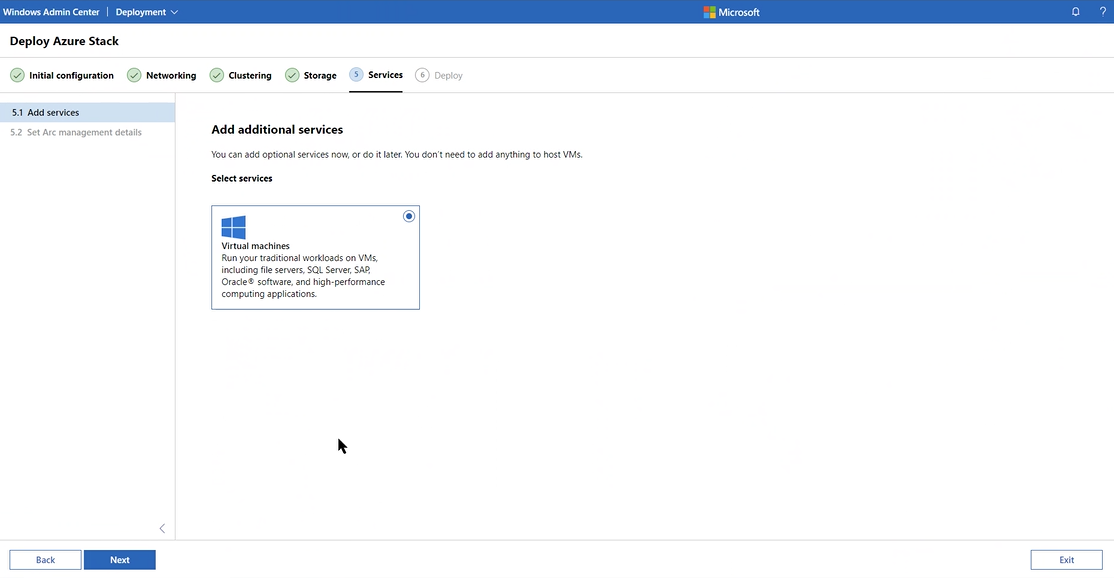 Windows Admin Center | Deployment
Microsoft
?
Deploy Azure Stack
Initial configuration
Networking
Clustering
Storage
5 Services
6 Deploy
5.1 Add services
5.2 Set Arc management details
Add additional services
You can add optional services now, or do it later. You don't need to add anything to host VMs.
Select services
Virtual machines
Run your traditional workloads on VMs,
including file servers, SQL Server, SAP,
Oracle® software, and high-performance
computing applications.
Back
Next
Exit